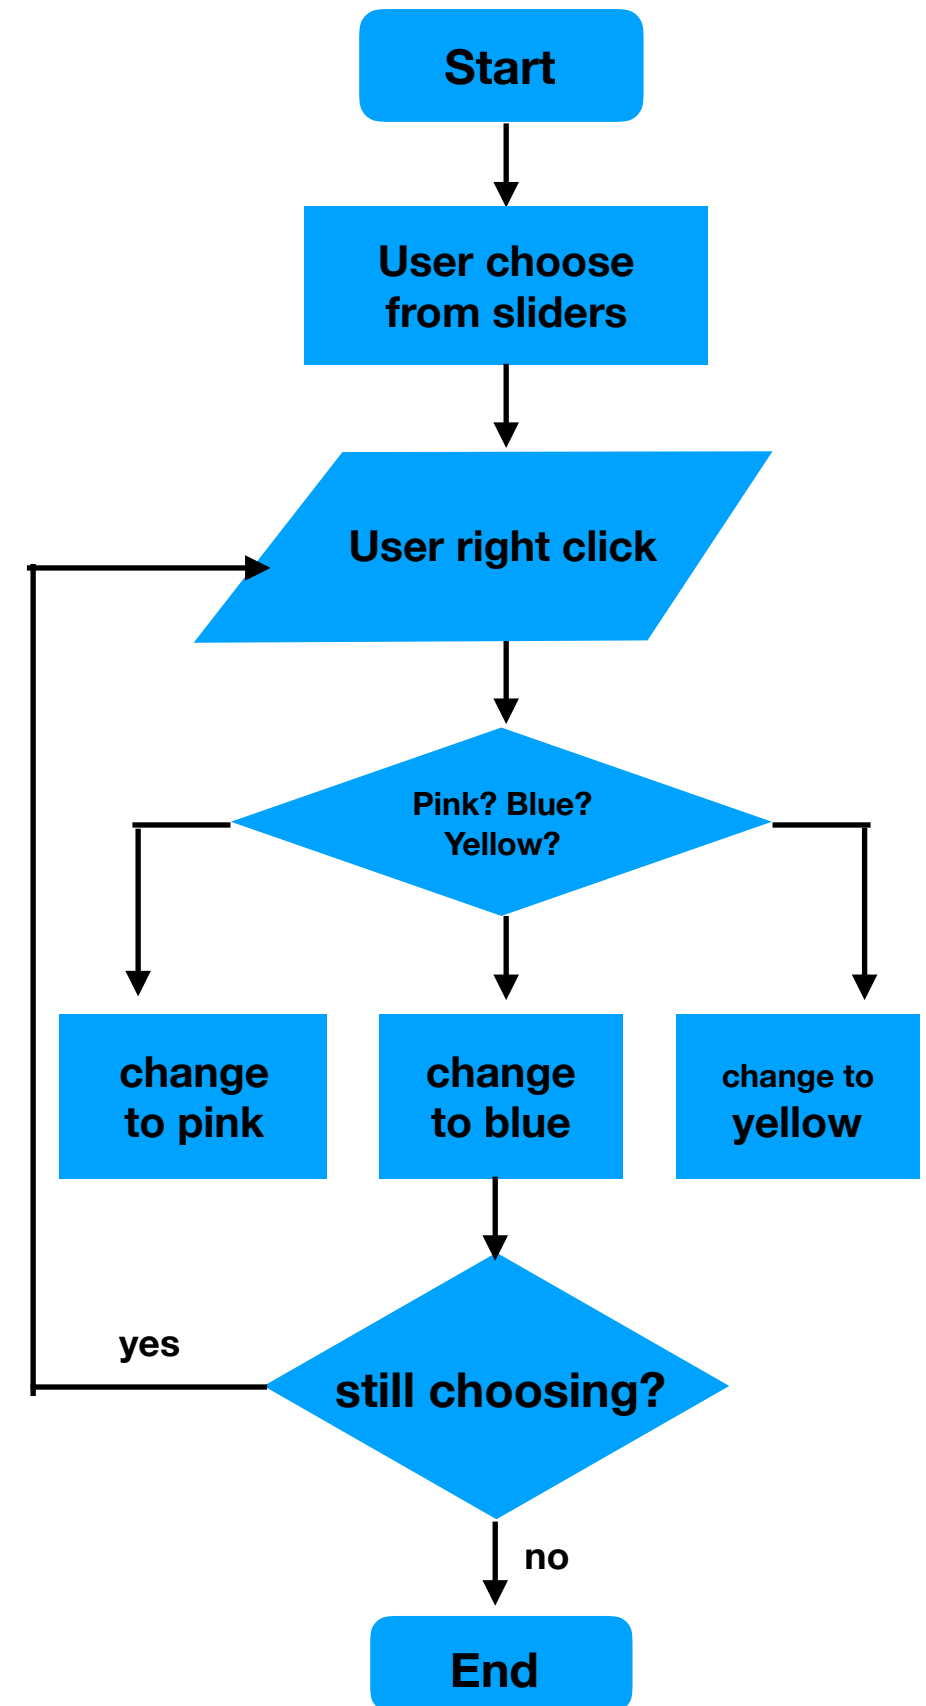 Start
User choose
from sliders
User right click
Pink? Blue?
Yellow?
change
to pink
change
to blue
change to
yellow
yes
still choosing?
no
End